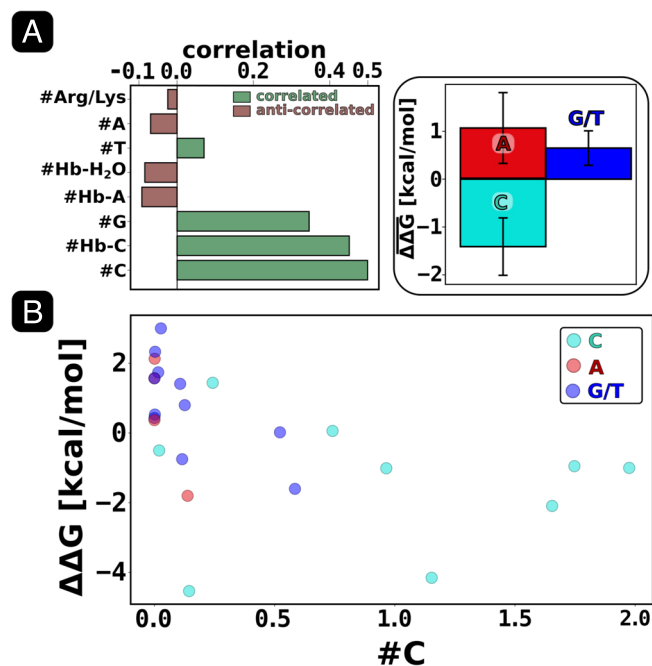 A
correlation
-0.1 0.0 0.2 0.4 0.5
correlated
anti-correlated
#Arg/Lys
#A
#T
#Hb-H₂O
#Hb-A
#G
#Hb-C
#C
ΔΔG [kcal/mol]
1
0
−1
−2
A
C
G/T
B
ΔΔG [kcal/mol]
2
0
−2
−4
C
A
G/T
0.0 0.5 1.0 1.5 2.0
#C